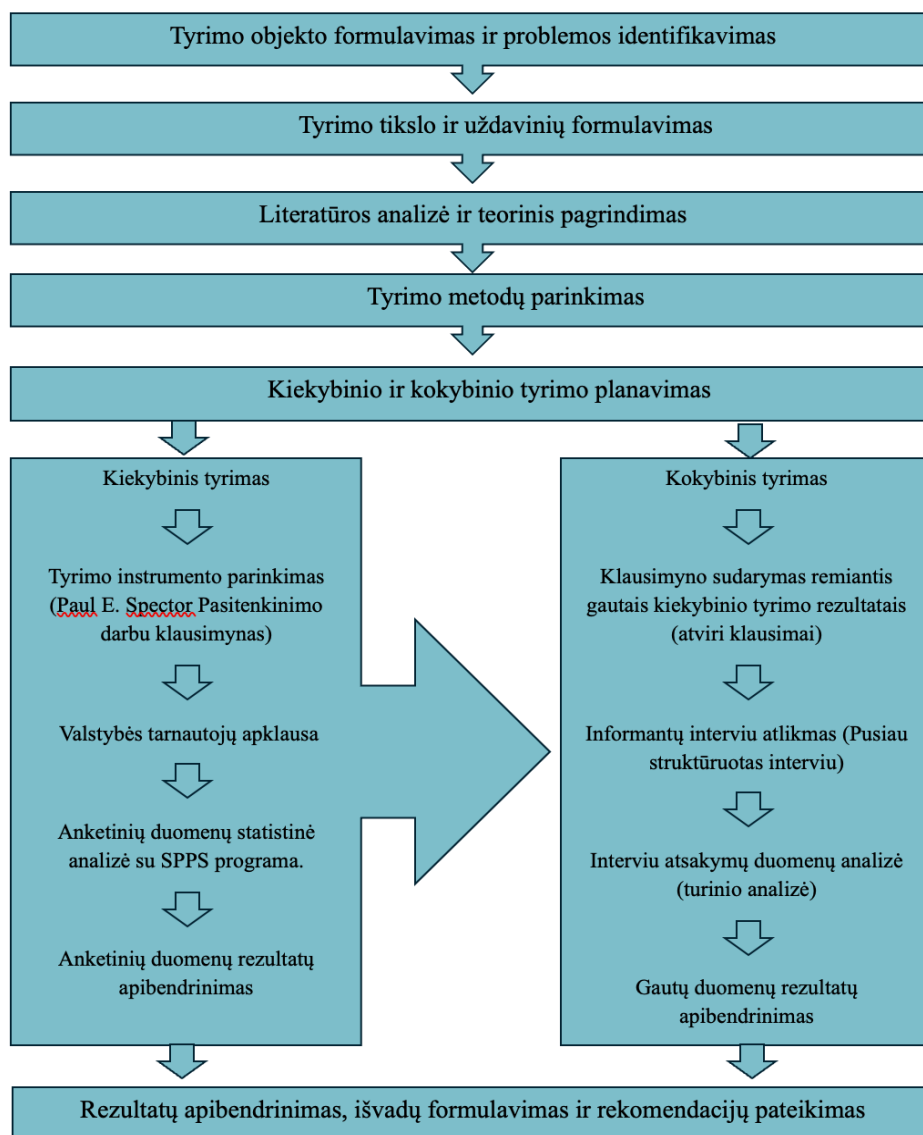 Tyrimo objekto formulavimas ir problemos identifikavimas
Tyrimo tikslo ir uždavinių formulavimas
Literatūros analizė ir teorinis pagrindimas
Tyrimo metodų parinkimas
Kiekybinio ir kokybinio tyrimo planavimas
Kiekybinis tyrimas
Tyrimo instrumento parinkimas
(Paul E. Spector Pasitenkinimo
darbu klausimynas)
Valstybės tarnautojų apklausa
Anketinių duomenų statistinė
analizė su SPPS programa.
Anketinių duomenų rezultatų
apibendrinimas
Kokybinis tyrimas
Klausimyno sudarymas remiantis
gautais kiekybinio tyrimo rezultatais
(atviri klausimai)
Informantų interviu atlikmas (Pusiau
struktūruotas interviu)
Interviu atsakymų duomenų analizė
(turinio analizė)
Gautų duomenų rezultatų
apibendrinimas
Rezultatų apibendrinimas, išvadų formulavimas ir rekomendacijų pateikimas